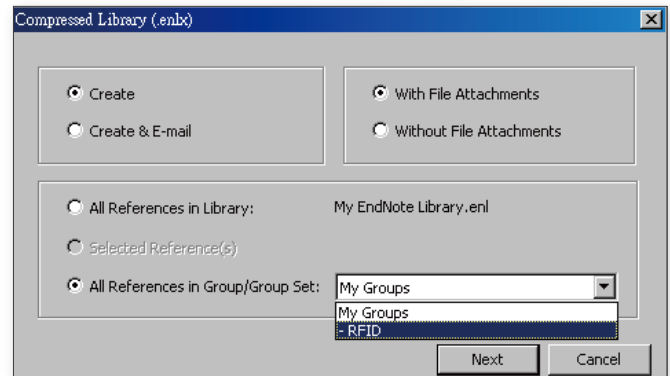 Compressed Library (.enlx)
Create
With File Attachments
Create & E-mail
Without File Attachments
All References in Library: My EndNote Library.enl
Selected Reference(s)
All References in Group/Group Set: My Groups
My Groups
- RFID
Next Cancel